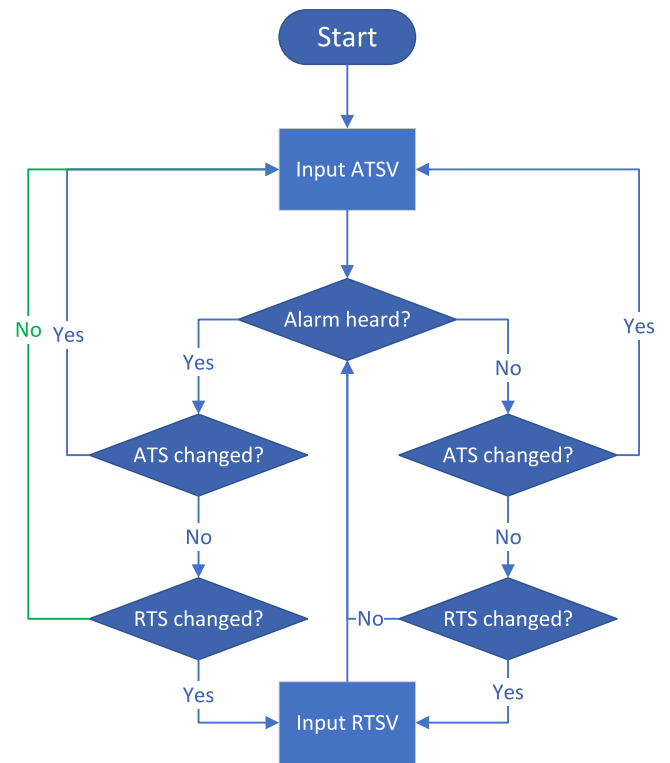 Start
Input ATSV
Alarm heard?
No
Yes
Yes
Yes
No
ATS changed?
ATS changed?
No
No
RTS changed?
No
RTS changed?
Yes
Yes
Input RTSV